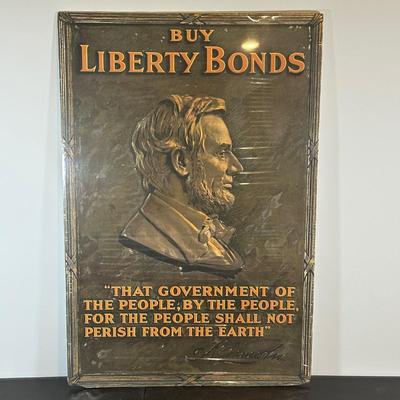 BUY
LIBERTY BONDS
"THAT GOVERNMENT OF
THE PEOPLE, BY THE PEOPLE,
FOR THE PEOPLE SHALL NOT
PERISH FROM THE EARTH"
A. Lincoln